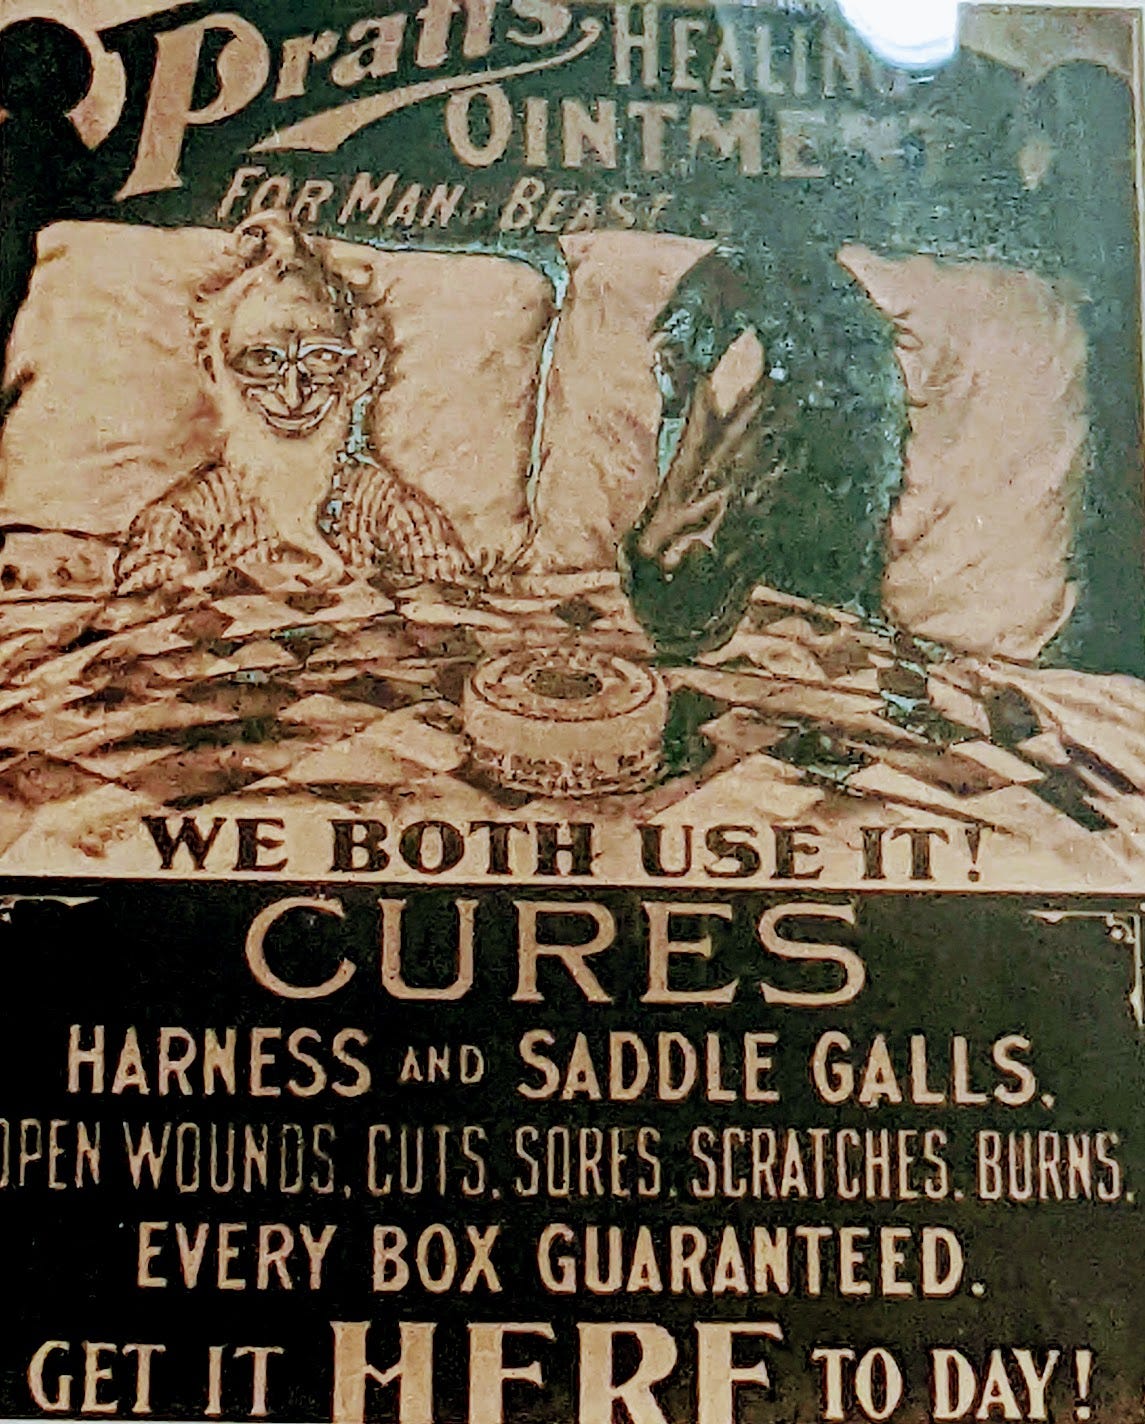 Pratts HEALING
OINTMENT
FOR MAN OR BEAST
WE BOTH USE IT!
CURES
HARNESS AND SADDLE GALLS.
OPEN WOUNDS. CUTS. SORES. SCRATCHES. BURNS.
EVERY BOX GUARANTEED.
GET IT HERE TO DAY!